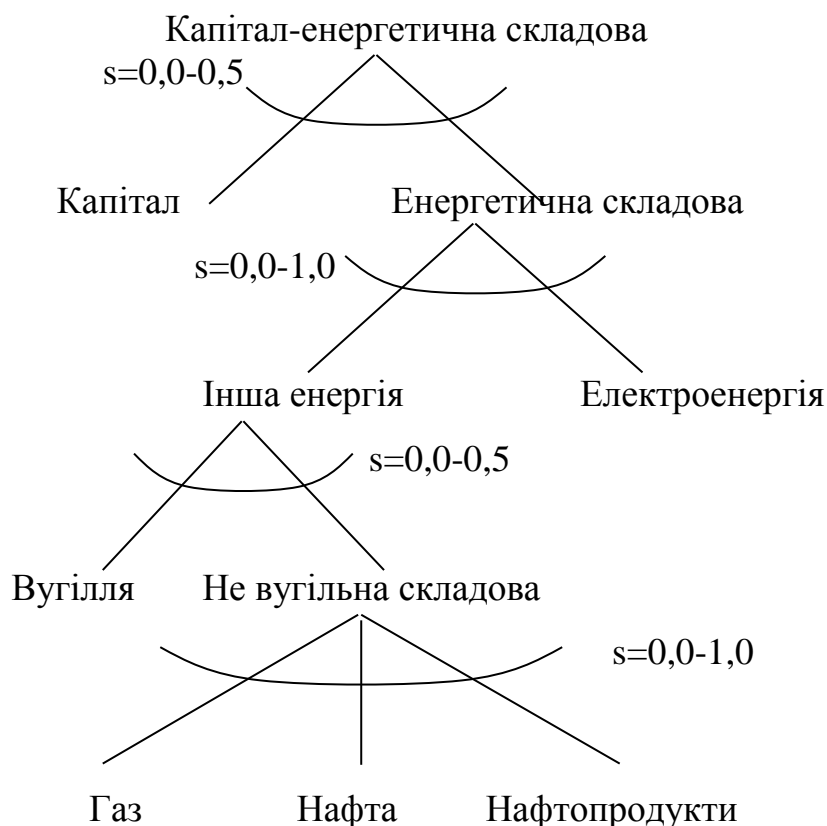 Капітал-енергетична складова
s=0,0-0,5
Капітал Енергетична складова
s=0,0-1,0
Інша енергія Електроенергія
s=0,0-0,5
Вугілля Не вугільна складова
s=0,0-1,0
Газ Нафта Нафтопродукти